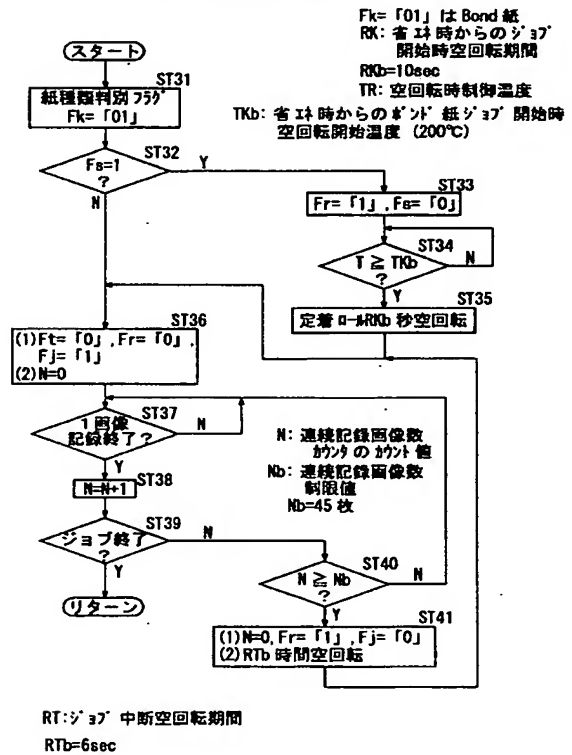 Fk=「01」は Bond 紙
RK: 省ｴﾈ 時からの ｼﾞｮﾌﾞ
開始時空回転期間
RKb=10sec
TR: 空回転時制御温度
TKb: 省ｴﾈ 時からの ﾎﾞﾝﾄﾞ 紙 ｼﾞｮﾌﾞ 開始時
空回転開始温度 (200℃)
スタート
ST31
紙種類判別 ﾌﾗｸﾞ
Fk=「01」
ST32
Fs=1
?
Y
N
ST33
Fr=「1」,Fs=「0」
ST34
T ≧ TKb
?
N
Y
ST35
定着 ﾛｰﾙRKb 秒空回転
ST36
(1)Ft=「0」,Fr=「0」,
Fj=「1」
(2)N=0
ST37
1 画像
記録終了?
N
Y
N: 連続記録画像数
ｶｳﾝﾀ の ｶｳﾝﾄ 値
Nb: 連続記録画像数
制限値
Nb=45 枚
ST38
N=N+1
ST39
ジョブ終了
?
N
Y
ST40
N ≧ Nb
?
N
Y
リターン
ST41
(1)N=0,Fr=「1」,Fj=「0」
(2)RTb 時間空回転
RT:ｼﾞｮﾌﾞ 中断空回転期間
RTb=6sec